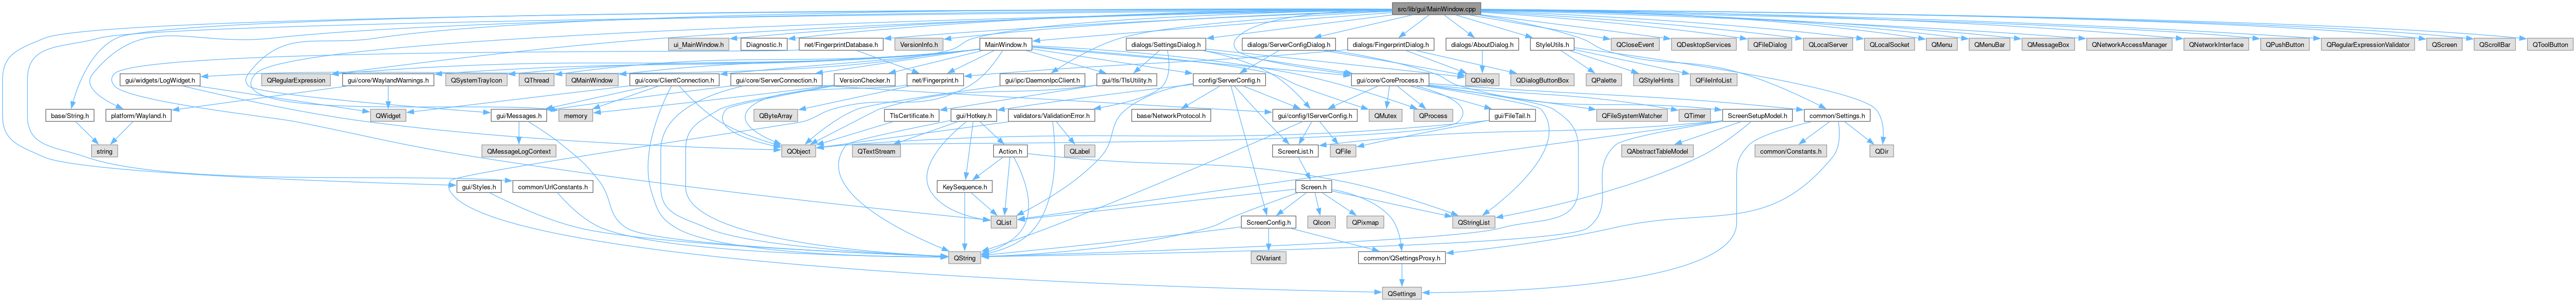 src/lib/gui/MainWindow.cpp
ui_MainWindow.h
Diagnostic.h
net/FingerprintDatabase.h
VersionInfo.h
MainWindow.h
dialogs/SettingsDialog.h
dialogs/ServerConfigDialog.h
dialogs/FingerprintDialog.h
dialogs/AboutDialog.h
StyleUtils.h
QCloseEvent
QDesktopServices
QFileDialog
QLocalServer
QLocalSocket
QMenu
QMenuBar
QMessageBox
QNetworkAccessManager
QNetworkInterface
QPushButton
QRegularExpressionValidator
QScreen
QScrollBar
QToolButton
gui/widgets/LogWidget.h
QRegularExpression
gui/core/WaylandWarnings.h
QSystemTrayIcon
QThread
QMainWindow
gui/core/ClientConnection.h
gui/core/ServerConnection.h
VersionChecker.h
net/Fingerprint.h
gui/ipc/DaemonIpcClient.h
gui/tls/TlsUtility.h
config/ServerConfig.h
gui/core/CoreProcess.h
QDialog
QDialogButtonBox
QPalette
QStyleHints
QFileInfoList
base/String.h
platform/Wayland.h
QWidget
gui/Messages.h
memory
QByteArray
TlsCertificate.h
gui/Hotkey.h
validators/ValidationError.h
base/NetworkProtocol.h
gui/config/IServerConfig.h
QMutex
QProcess
gui/FileTail.h
QFileSystemWatcher
QTimer
ScreenSetupModel.h
common/Settings.h
string
QMessageLogContext
QObject
QTextStream
Action.h
QLabel
ScreenList.h
QFile
QAbstractTableModel
common/Constants.h
QDir
gui/Styles.h
common/UrlConstants.h
KeySequence.h
Screen.h
QList
ScreenConfig.h
QIcon
QPixmap
QStringList
QString
QVariant
common/QSettingsProxy.h
QSettings